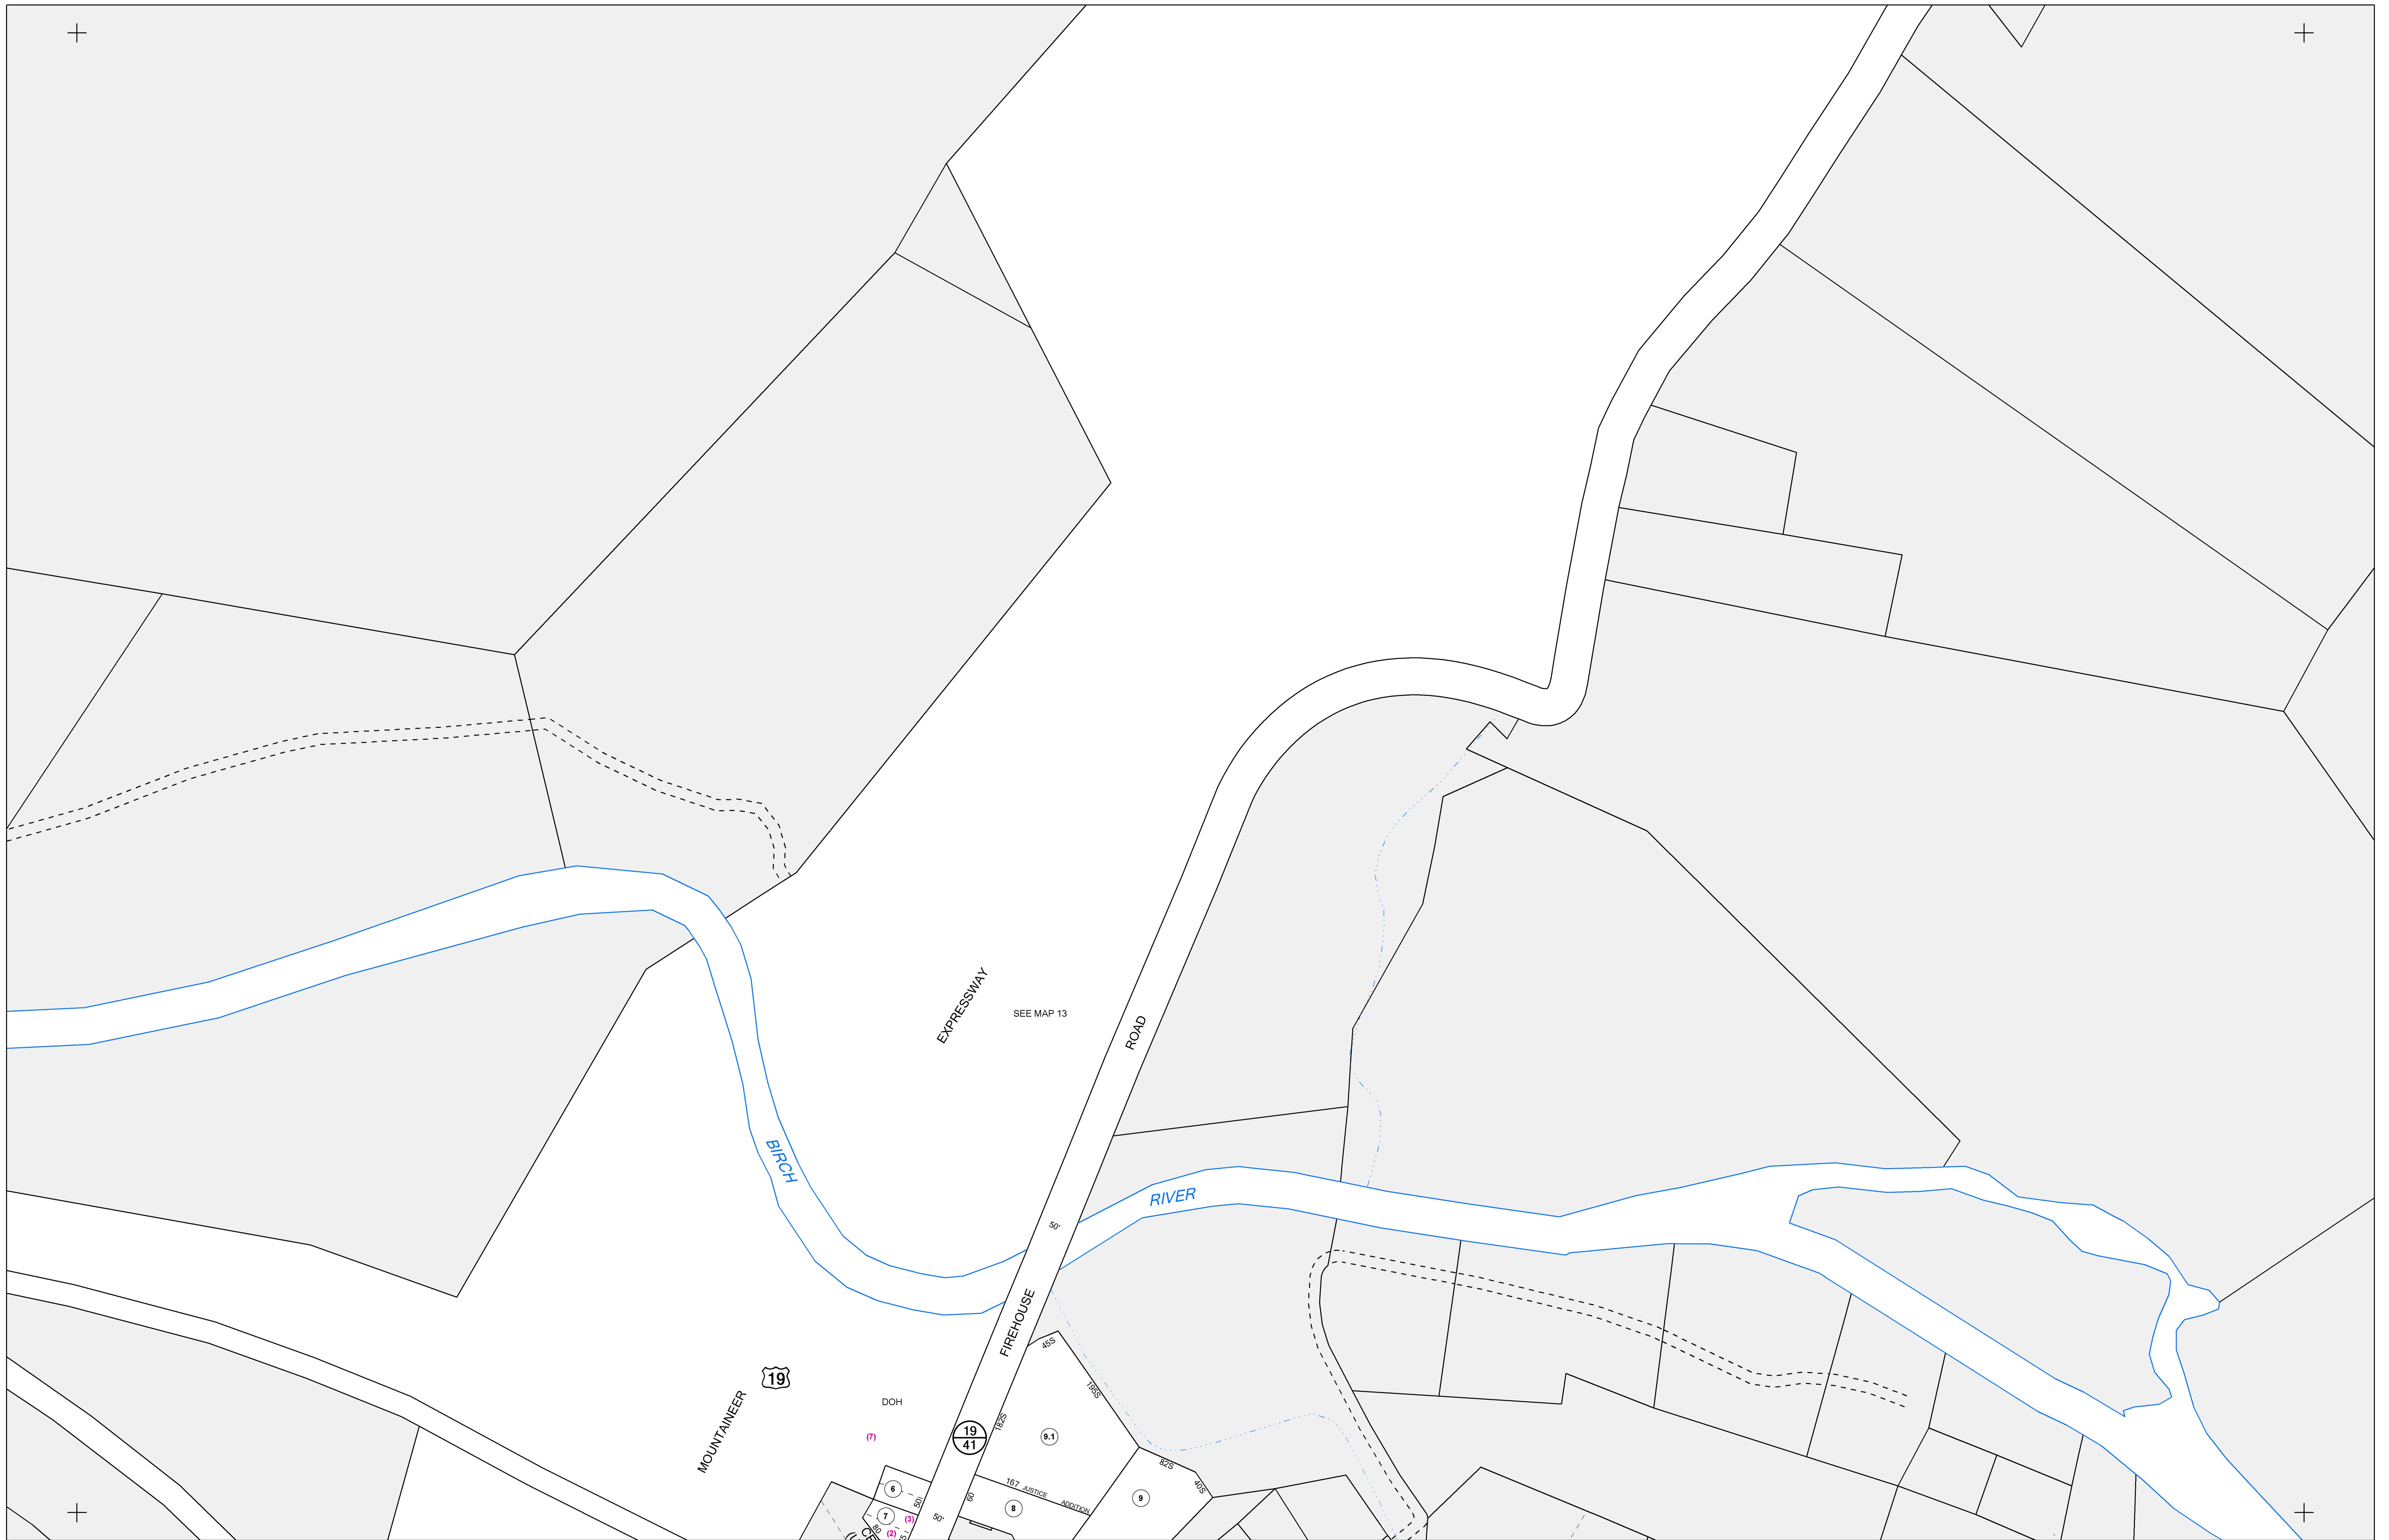 EXPRESSWAY
SEE MAP 13
ROAD
BIRCH
RIVER
50'
FIREHOUSE
45S
195S
19
MOUNTAINEER
DOH
(7)
182S
19
41
9.1
82S
40S
167 JUSTICE ADDITION
6
50
60
8
9
7
(3)
50'
80
(2)